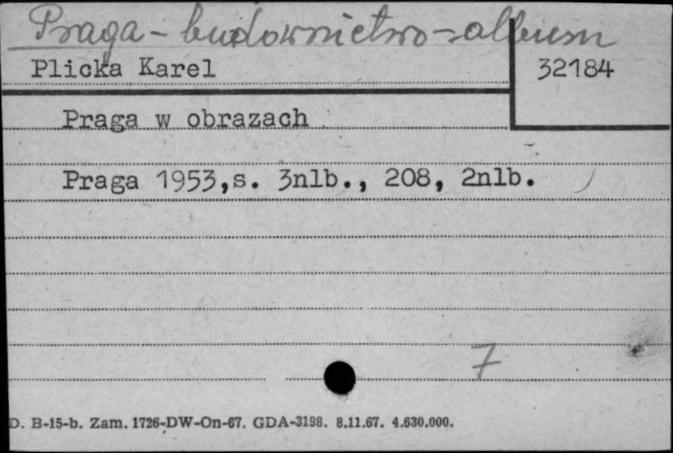 Praga - budownictwo - album
Plicka Karel 32184
Praga w obrazach
Praga 1953,s. 3nlb., 208, 2nlb.
7
D. B-15-b. Zam. 1726-DW-On-67. GDA-3198. 8.11.67. 4.630.000.